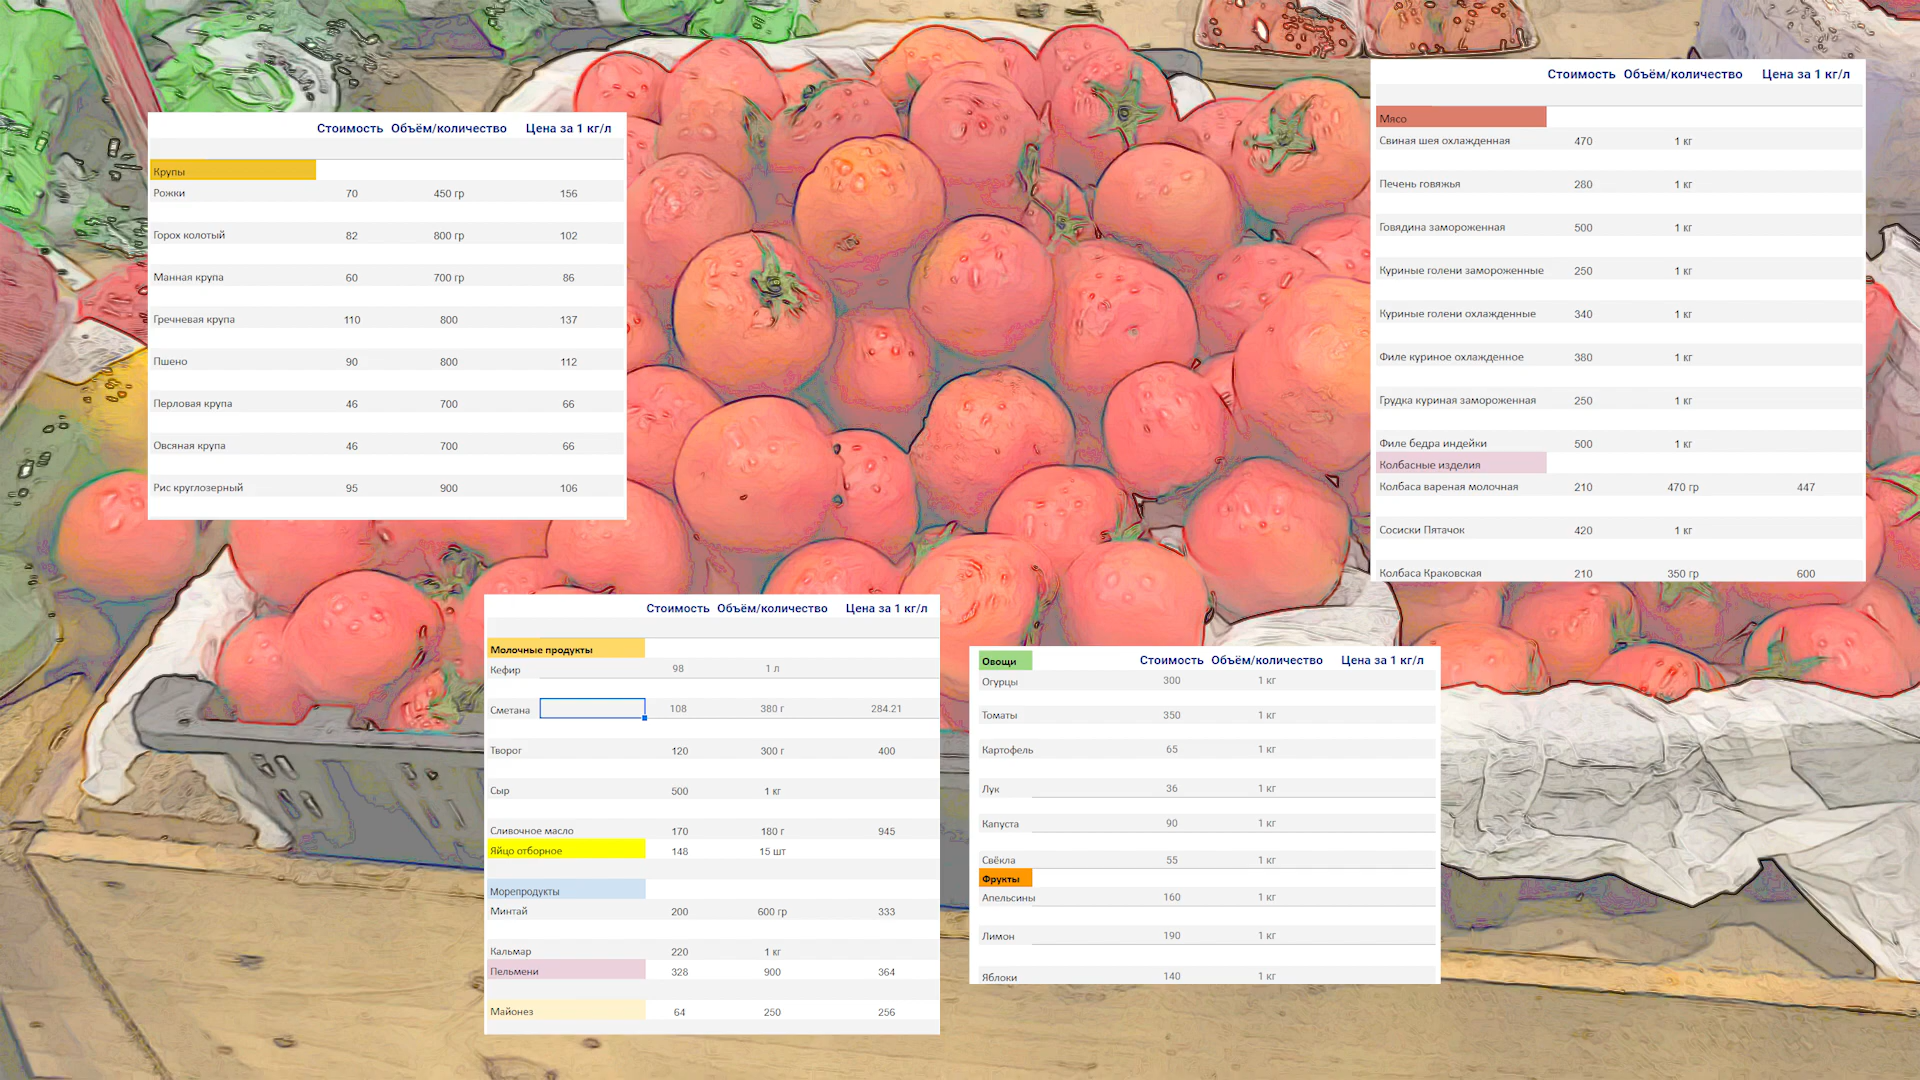 Стоимость Объём/количество Цена за 1 кг/л
Крупы
Рожки 70 450 гр 156
Горох колотый 82 800 гр 102
Манная крупа 60 700 гр 86
Гречневая крупа 110 800 137
Пшено 90 800 112
Перловая крупа 46 700 66
Овсяная крупа 46 700 66
Рис круглозерный 95 900 106
Стоимость Объём/количество Цена за 1 кг/л
Мясо
Свиная шея охлажденная 470 1 кг
Печень говяжья 280 1 кг
Говядина замороженная 500 1 кг
Куриные голени замороженные 250 1 кг
Куриные голени охлажденные 340 1 кг
Филе куриное охлажденное 380 1 кг
Грудка куриная замороженная 250 1 кг
Филе бедра индейки 500 1 кг
Колбасные изделия
Колбаса вареная молочная 210 470 гр 447
Сосиски Пятачок 420 1 кг
Колбаса Краковская 210 350 гр 600
Стоимость Объём/количество Цена за 1 кг/л
Молочные продукты
Кефир 98 1 л
Сметана 108 380 г 284.21
Творог 120 300 г 400
Сыр 500 1 кг
Сливочное масло 170 180 г 945
Яйцо отборное 148 15 шт
Морепродукты
Минтай 200 600 гр 333
Кальмар 220 1 кг
Пельмени 328 900 364
Майонез 64 250 256
Овощи Стоимость Объём/количество Цена за 1 кг/л
Огурцы 300 1 кг
Томаты 350 1 кг
Картофель 65 1 кг
Лук 36 1 кг
Капуста 90 1 кг
Свёкла 55 1 кг
Фрукты
Апельсины 160 1 кг
Лимон 190 1 кг
Яблоки 140 1 кг